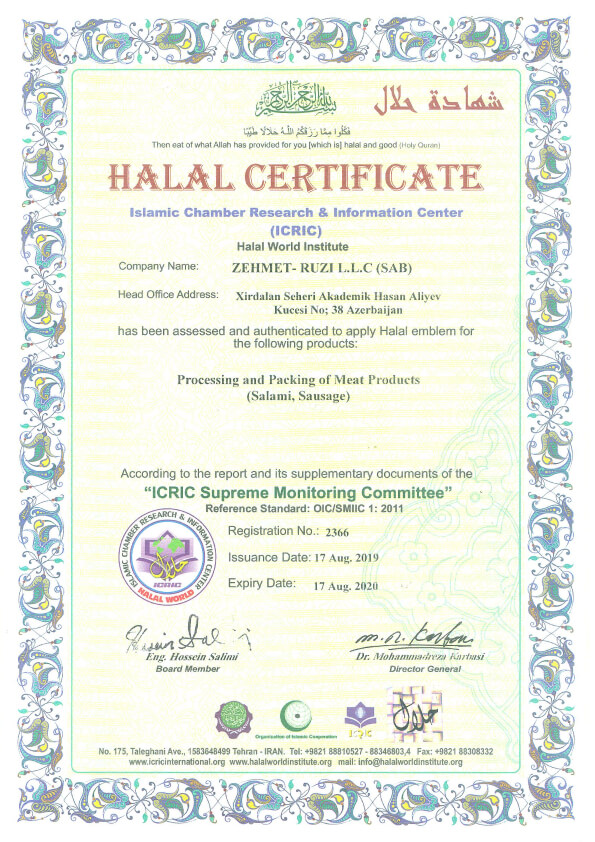 بسم الله الرحمن الرحيم
شهادة حلال
فَكُلُوا مِمَّا رَزَقَكُمُ اللَّهُ حَلَالًا طَيِّبًا
Then eat of what Allah has provided for you [which is] halal and good (Holy Quran)
HALAL CERTIFICATE
Islamic Chamber Research & Information Center
(ICRIC)
Halal World Institute
Company Name: ZEHMET- RUZI L.L.C (SAB)
Head Office Address: Xirdalan Seheri Akademik Hasan Aliyev
Kucesi No; 38 Azerbaijan
has been assessed and authenticated to apply Halal emblem for
the following products:
Processing and Packing of Meat Products
(Salami, Sausage)
According to the report and its supplementary documents of the
“ICRIC Supreme Monitoring Committee”
Reference Standard: OIC/SMIIC 1: 2011
Registration No.: 2366
Issuance Date: 17 Aug. 2019
Expiry Date: 17 Aug. 2020
ISLAMIC CHAMBER RESEARCH & INFORMATION CENTER
حلال
ICRIC
HALAL WORLD
Eng. Hossein Salimi
Board Member
Dr. Mohammadreza Karbasi
Director General
Organization of Islamic Cooperation
ICRIC
حلال
No. 175, Taleghani Ave., 1583648499 Tehran - IRAN. Tel: +9821 88810527 - 88346803,4 Fax: +9821 88308332
www.icricinternational.org www.halalworldinstitute.org mail: info@halalworldinstitute.org